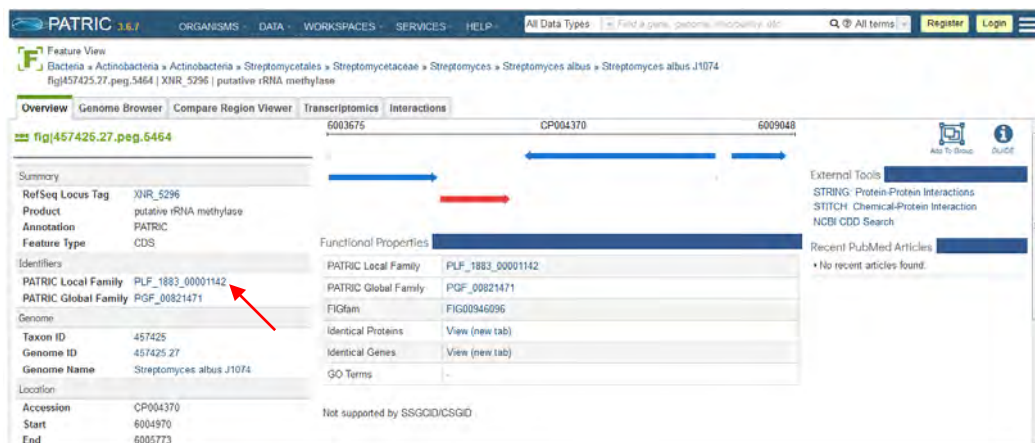 PATRIC 3.6.7 ORGANISMS DATA WORKSPACES SERVICES HELP All Data Types Find a gene, genome, microarray, etc All terms Register Login
Feature View
Bacteria » Actinobacteria » Actinobacteria » Streptomycetales » Streptomycetaceae » Streptomyces » Streptomyces albus » Streptomyces albus J1074
fig|457425.27.peg.5464 | XNR_5296 | putative rRNA methylase
Overview Genome Browser Compare Region Viewer Transcriptomics Interactions
fig|457425.27.peg.5464
Summary
RefSeq Locus Tag XNR_5296
Product putative rRNA methylase
Annotation PATRIC
Feature Type CDS
Identifiers
PATRIC Local Family PLF_1883_00001142
PATRIC Global Family PGF_00821471
Genome
Taxon ID 457425
Genome ID 457425.27
Genome Name Streptomyces albus J1074
Location
Accession CP004370
Start 6004970
End 6005773
6003675 CP004370 6009048
Functional Properties
PATRIC Local Family PLF_1883_00001142
PATRIC Global Family PGF_00821471
FIGfam FIG00946096
Identical Proteins View (new tab)
Identical Genes View (new tab)
GO Terms -
Not supported by SSGCID/CSGID
Add To Group GUIDE
External Tools
STRING: Protein-Protein Interactions
STITCH: Chemical-Protein Interaction
NCBI CDD Search
Recent PubMed Articles
• No recent articles found.